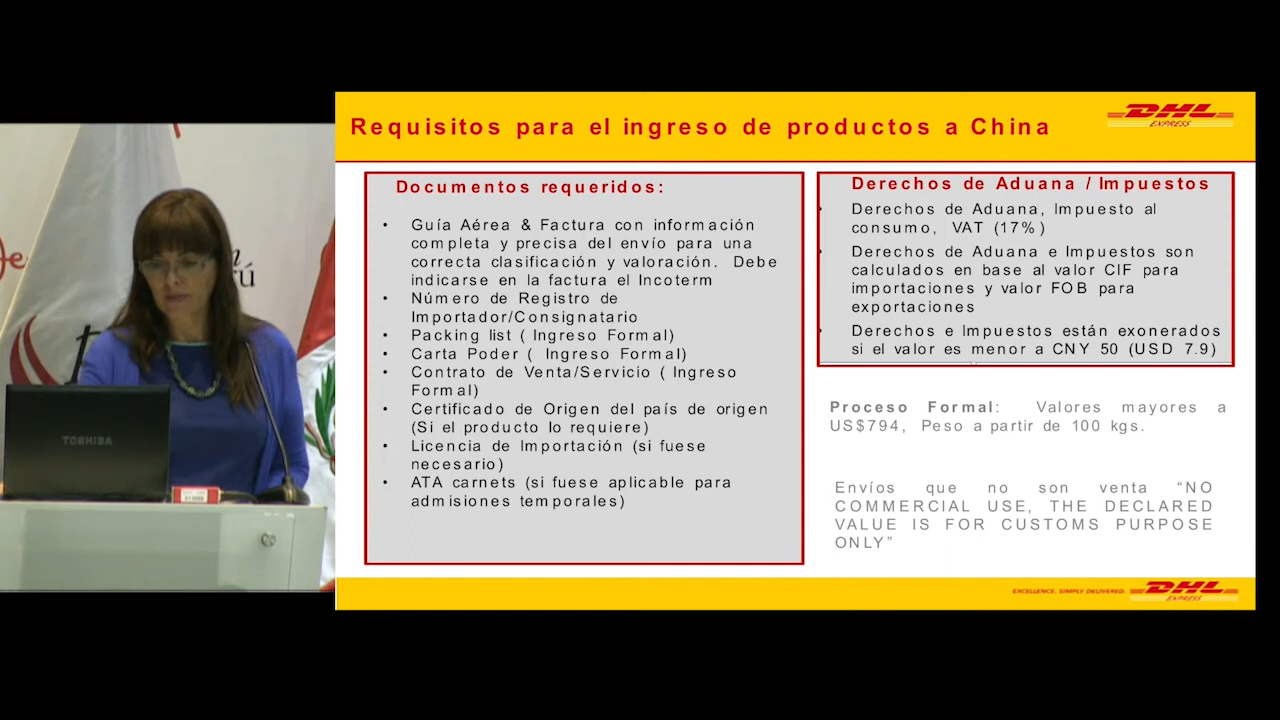 Requisitos para el ingreso de productos a China
DHL
EXPRESS
Documentos requeridos:
• Guía Aérea & Factura con información
completa y precisa del envío para una
correcta clasificación y valoración. Debe
indicarse en la factura el Incoterm
• Número de Registro de
Importador/Consignatario
• Packing list ( Ingreso Formal)
• Carta Poder ( Ingreso Formal)
• Contrato de Venta/Servicio ( Ingreso
Formal)
• Certificado de Origen del país de origen
(Si el producto lo requiere)
• Licencia de Importación (si fuese
necesario)
• ATA carnets (si fuese aplicable para
admisiones temporales)
Derechos de Aduana / Impuestos
• Derechos de Aduana, Impuesto al
consumo, VAT (17%)
• Derechos de Aduana e Impuestos son
calculados en base al valor CIF para
importaciones y valor FOB para
exportaciones
• Derechos e Impuestos están exonerados
si el valor es menor a CNY 50 (USD 7.9)
Proceso Formal: Valores mayores a
US$794, Peso a partir de 100 kgs.
Envíos que no son venta “NO
COMMERCIAL USE, THE DECLARED
VALUE IS FOR CUSTOMS PURPOSE
ONLY”
EXCELLENCE. SIMPLY DELIVERED.
DHL
EXPRESS
TOSHIBA